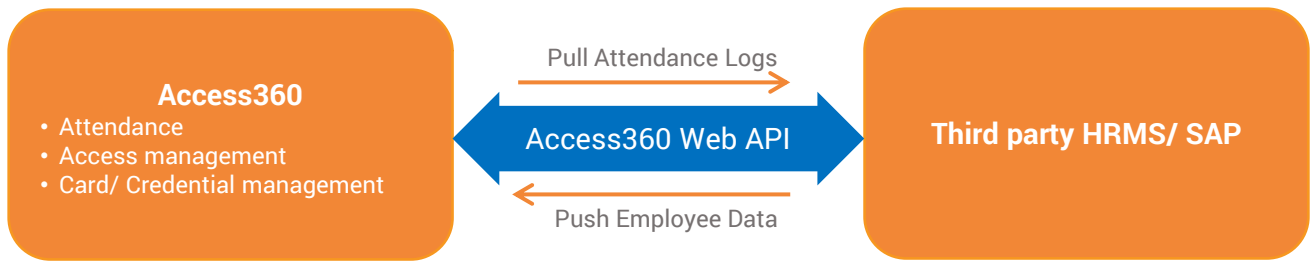 Access360
• Attendance
• Access management
• Card/ Credential management
Pull Attendance Logs
Access360 Web API
Push Employee Data
Third party HRMS/ SAP